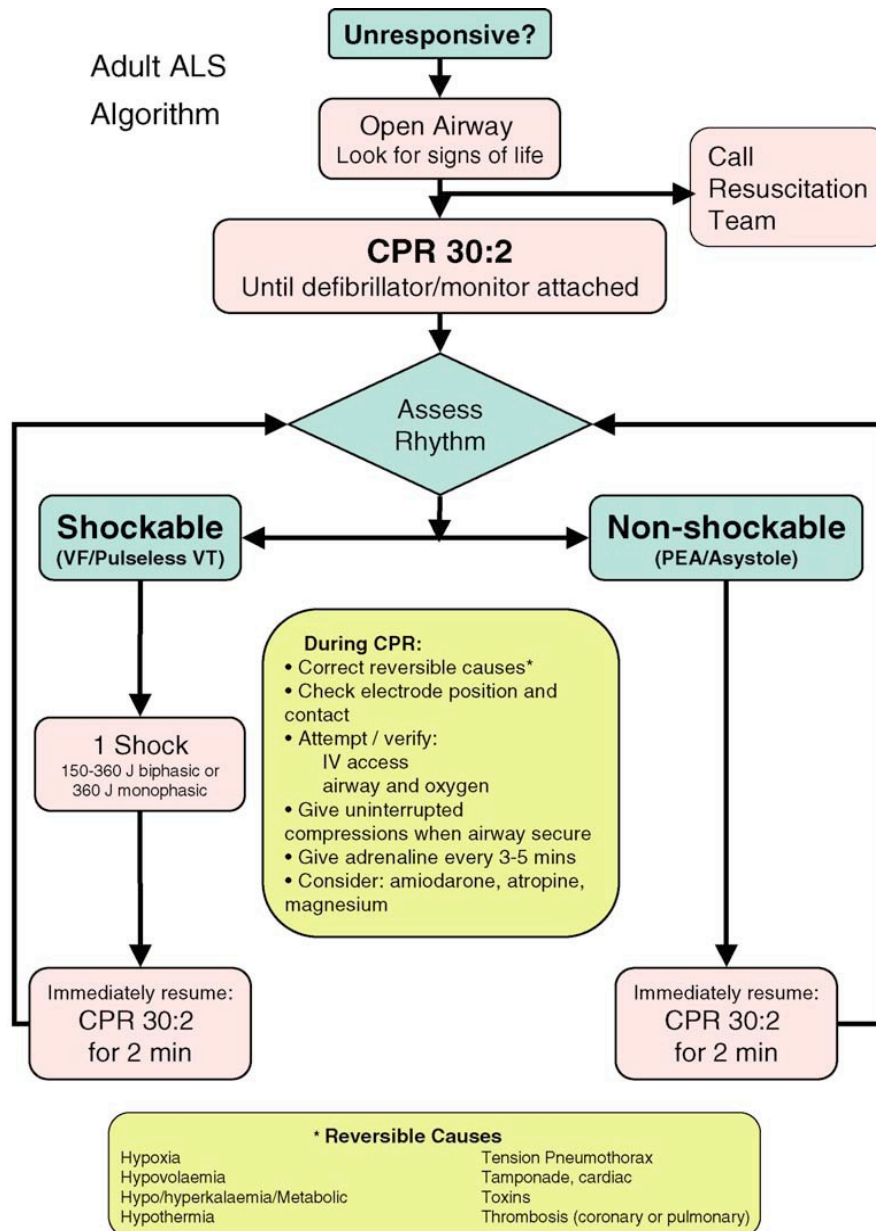 Adult ALS
Algorithm
Unresponsive?
Open Airway
Look for signs of life
Call
Resuscitation
Team
CPR 30:2
Until defibrillator/monitor attached
Assess
Rhythm
Shockable
(VF/Pulseless VT)
Non-shockable
(PEA/Asystole)
1 Shock
150-360 J biphasic or
360 J monophasic
During CPR:
• Correct reversible causes*
• Check electrode position and
contact
• Attempt / verify:
IV access
airway and oxygen
• Give uninterrupted
compressions when airway secure
• Give adrenaline every 3-5 mins
• Consider: amiodarone, atropine,
magnesium
Immediately resume:
CPR 30:2
for 2 min
Immediately resume:
CPR 30:2
for 2 min
* Reversible Causes
Hypoxia
Hypovolaemia
Hypo/hyperkalaemia/Metabolic
Hypothermia
Tension Pneumothorax
Tamponade, cardiac
Toxins
Thrombosis (coronary or pulmonary)